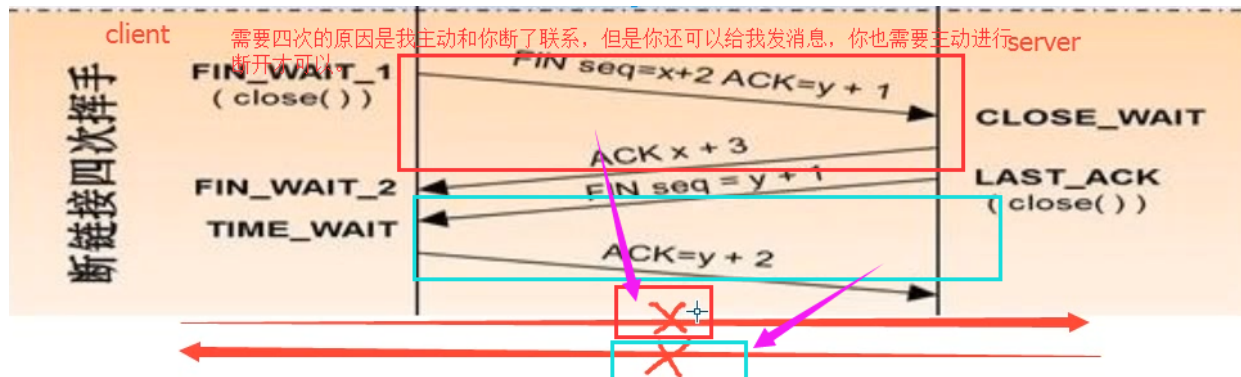 client
需要四次的原因是我主动和你断了联系，但是你还可以给我发消息，你也需要主动进行
断开才可以。
server
断链接四次挥手
FIN_WAIT_1
( close( ) )
FIN seq=x+2 ACK=y + 1
CLOSE_WAIT
ACK x + 3
FIN_WAIT_2
FIN seq = y + 1
LAST_ACK
( close( ) )
TIME_WAIT
ACK=y + 2